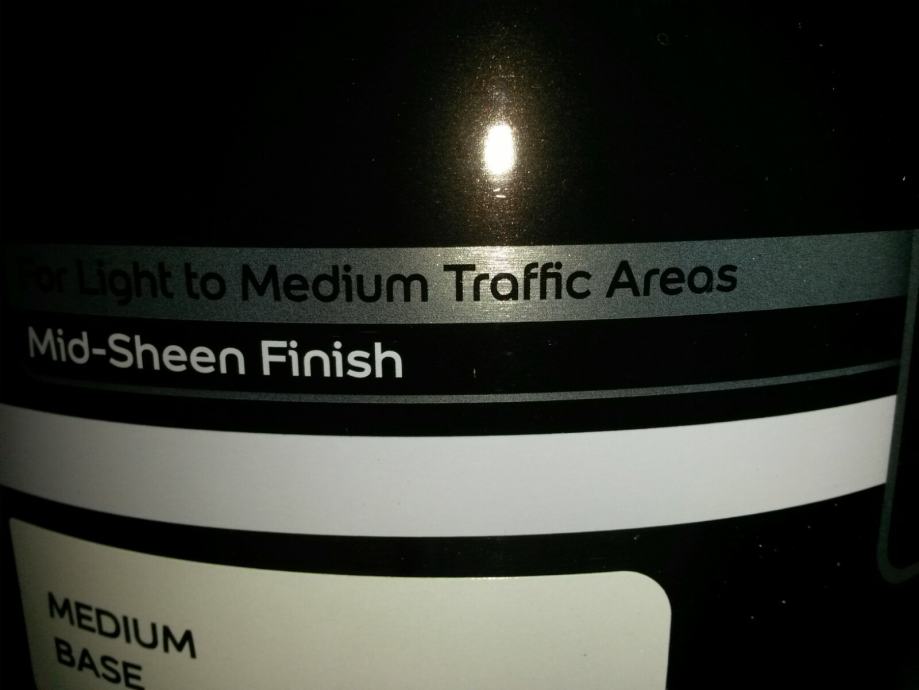 For Light to Medium Traffic Areas
Mid-Sheen Finish
MEDIUM
BASE